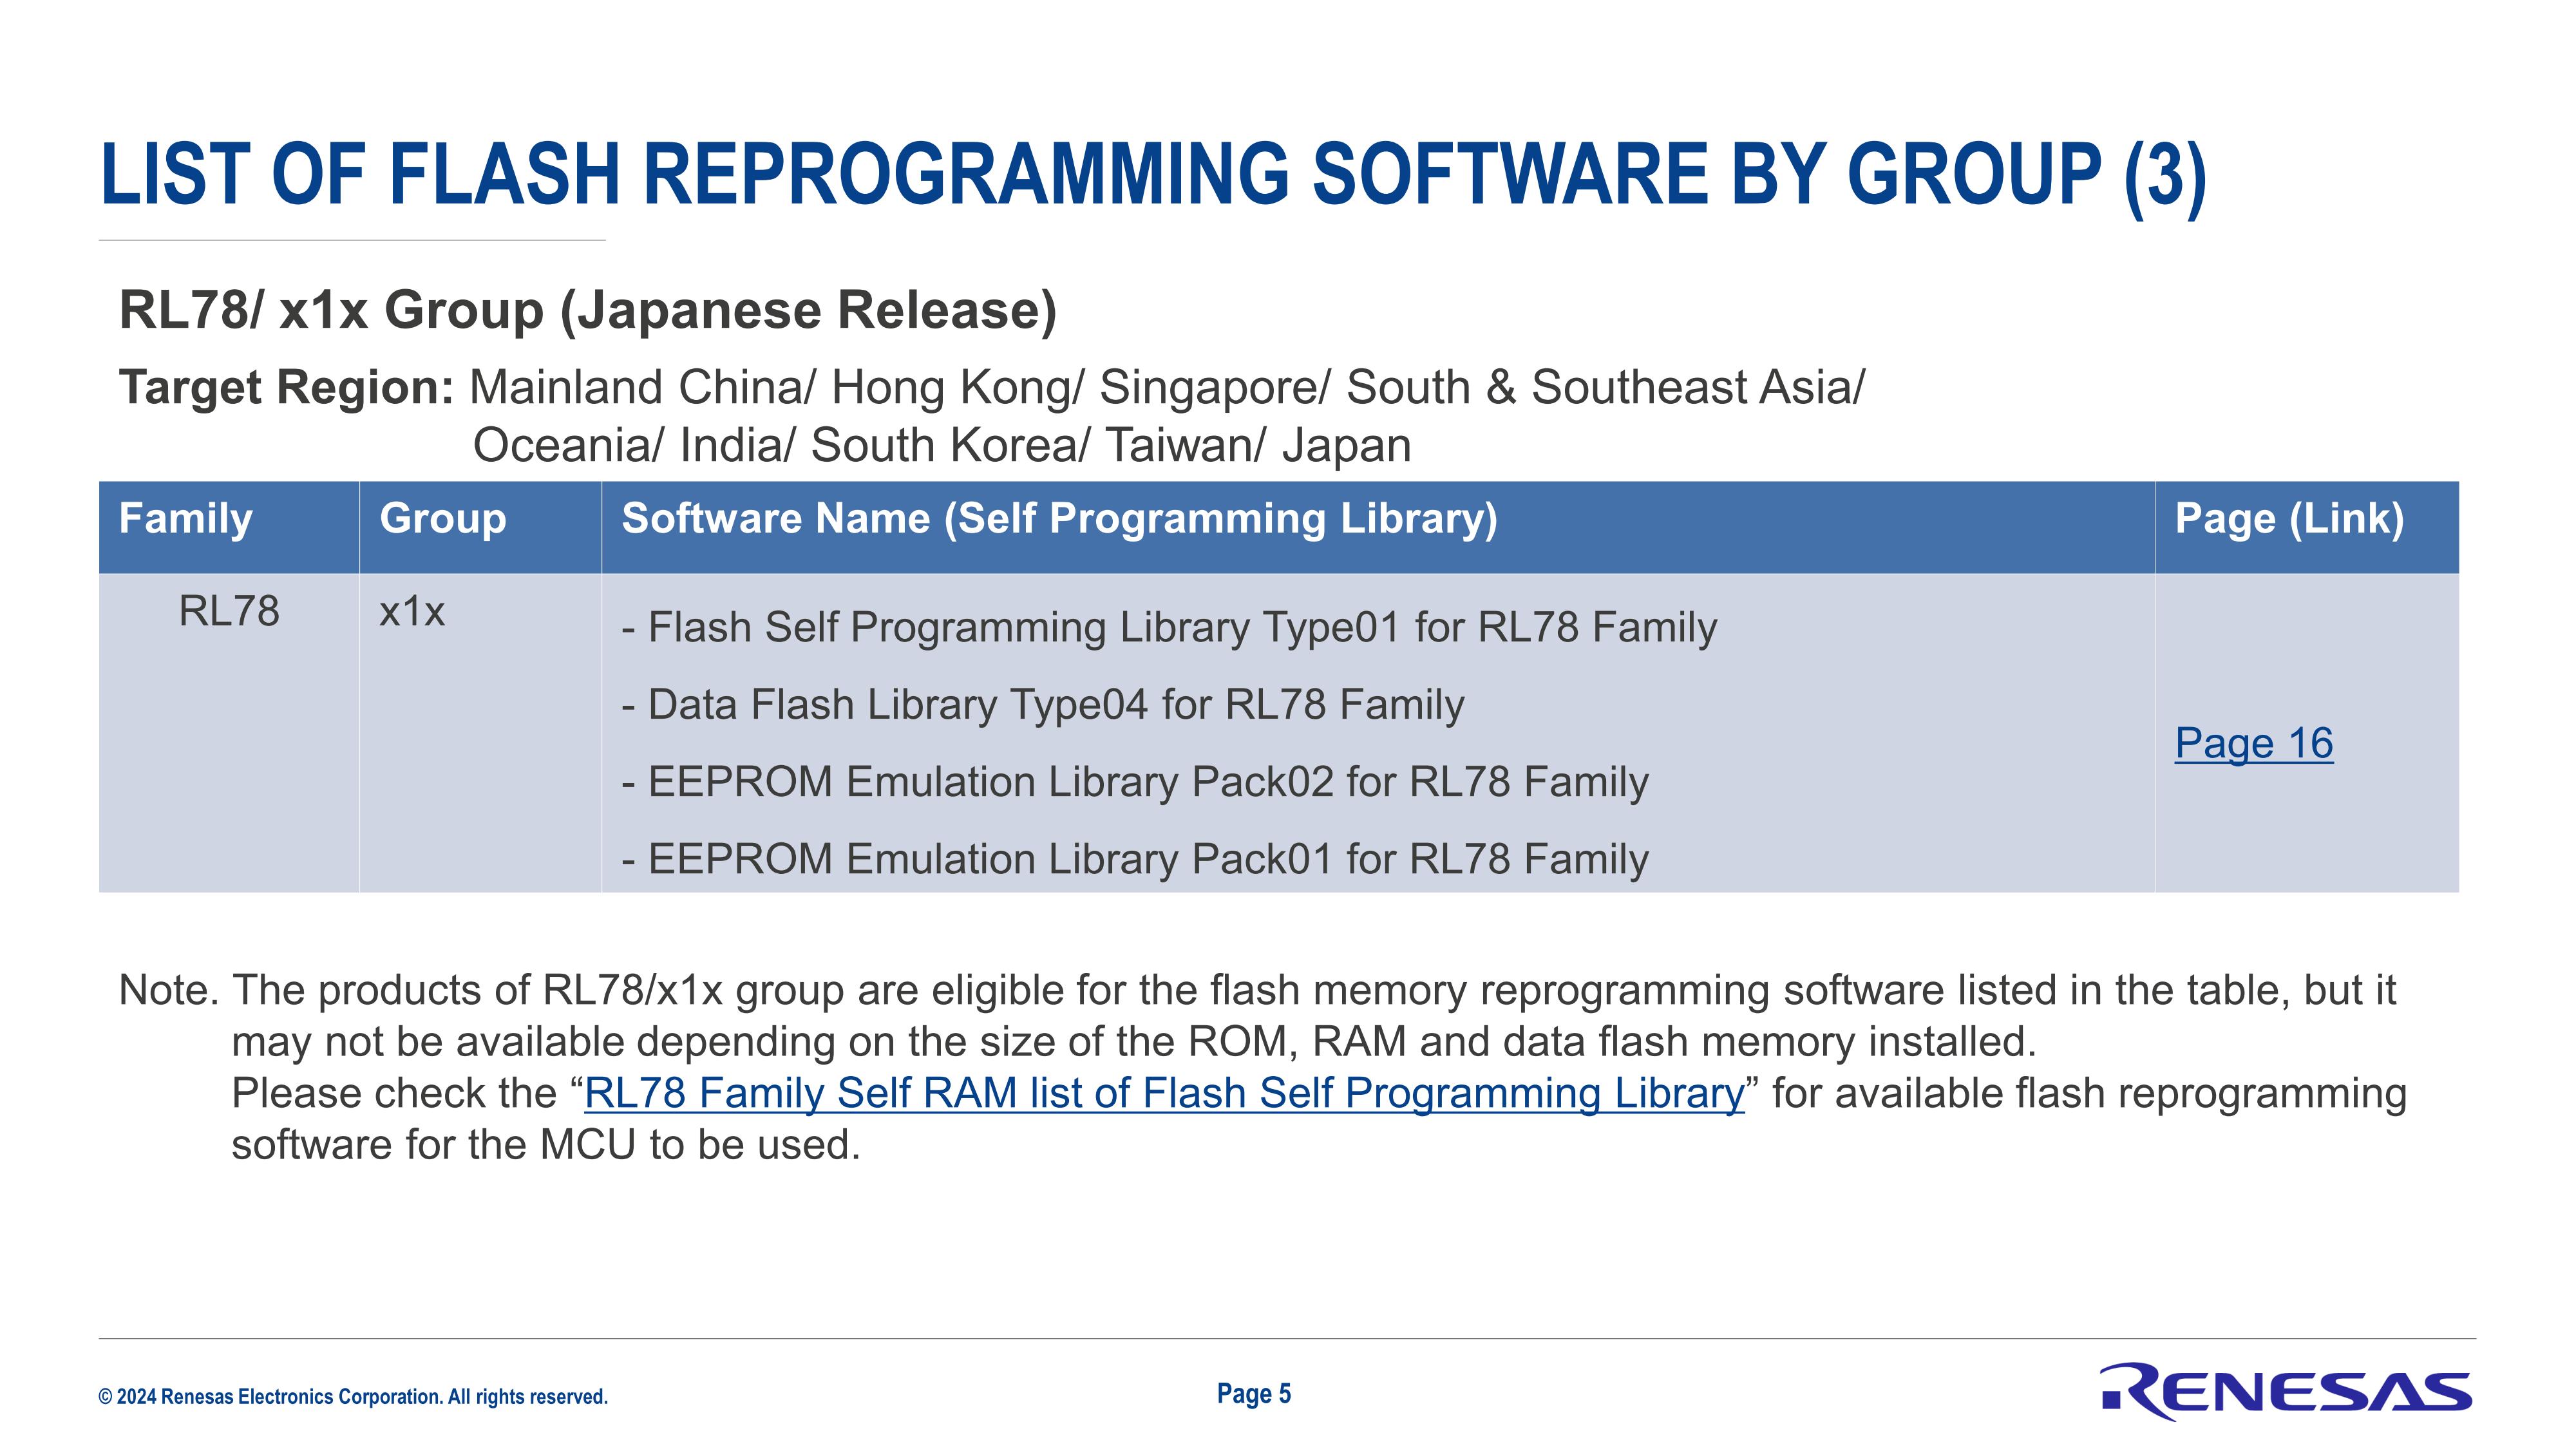 LIST OF FLASH REPROGRAMMING SOFTWARE BY GROUP (3)
RL78/ x1x Group (Japanese Release)
Target Region: Mainland China/ Hong Kong/ Singapore/ South & Southeast Asia/
Oceania/ India/ South Korea/ Taiwan/ Japan
Family Group Software Name (Self Programming Library) Page (Link)
RL78 x1x
- Flash Self Programming Library Type01 for RL78 Family
- Data Flash Library Type04 for RL78 Family
- EEPROM Emulation Library Pack02 for RL78 Family
- EEPROM Emulation Library Pack01 for RL78 Family
Page 16
Note. The products of RL78/x1x group are eligible for the flash memory reprogramming software listed in the table, but it
may not be available depending on the size of the ROM, RAM and data flash memory installed.
Please check the “RL78 Family Self RAM list of Flash Self Programming Library” for available flash reprogramming
software for the MCU to be used.
© 2024 Renesas Electronics Corporation. All rights reserved.
Page 5
RENESAS